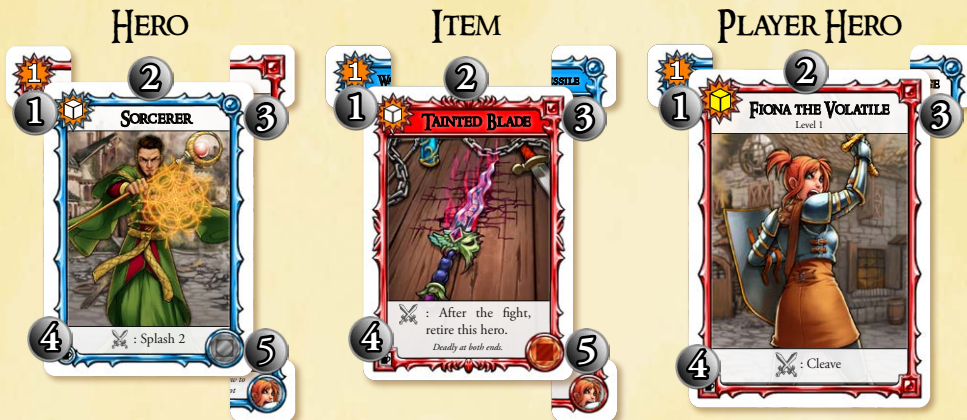 HERO
ITEM
PLAYER HERO
1
2
1
3
SORCERER
4
: Splash 2
5
1
2
SSILE
1
3
TAINTED BLADE
4
: After the fight,
retire this hero.
Deadly at both ends.
5
1
2
1
3
FIONA THE VOLATILE
Level 1
4
: Cleave